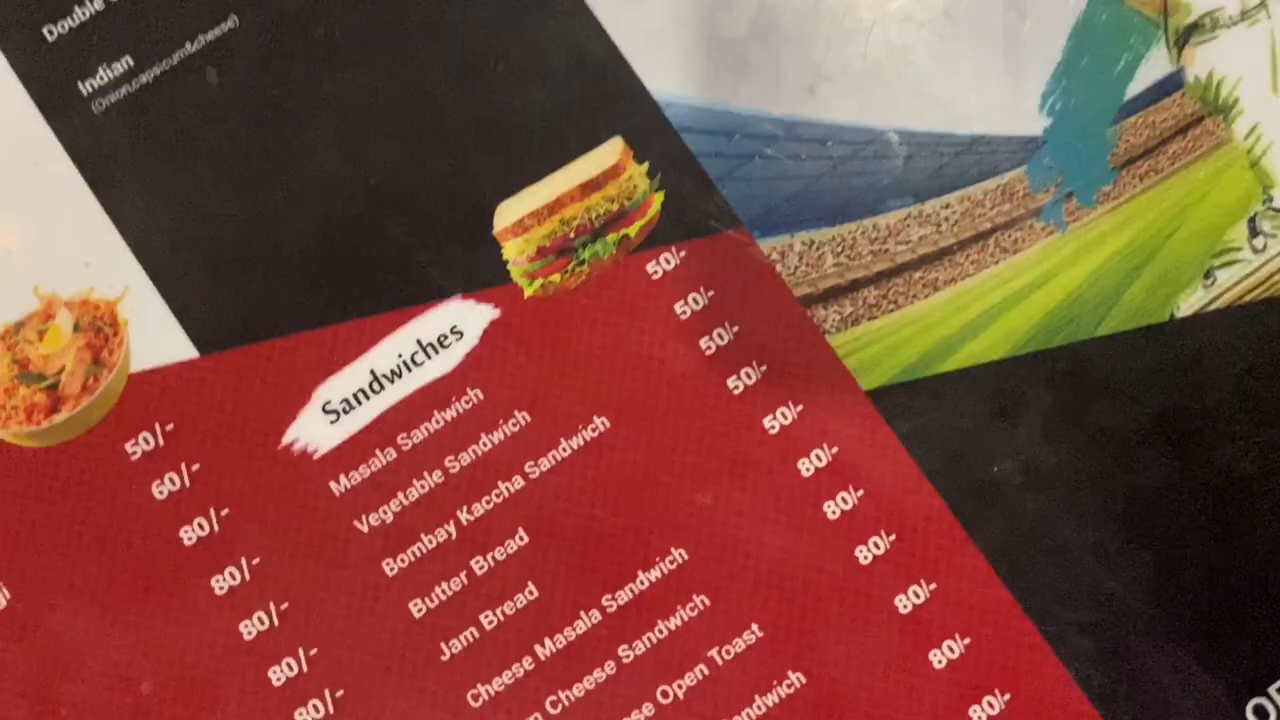 Double
Indian
(Onion,capsicum&cheese)
50/-
60/-
80/-
80/-
80/-
80/-
80/-
Sandwiches
Masala Sandwich 50/-
Vegetable Sandwich 50/-
Bombay Kaccha Sandwich 50/-
Butter Bread 50/-
Jam Bread 50/-
Cheese Masala Sandwich 80/-
Cheese Sandwich 80/-
Open Toast 80/-
80/-
80/-
80/-